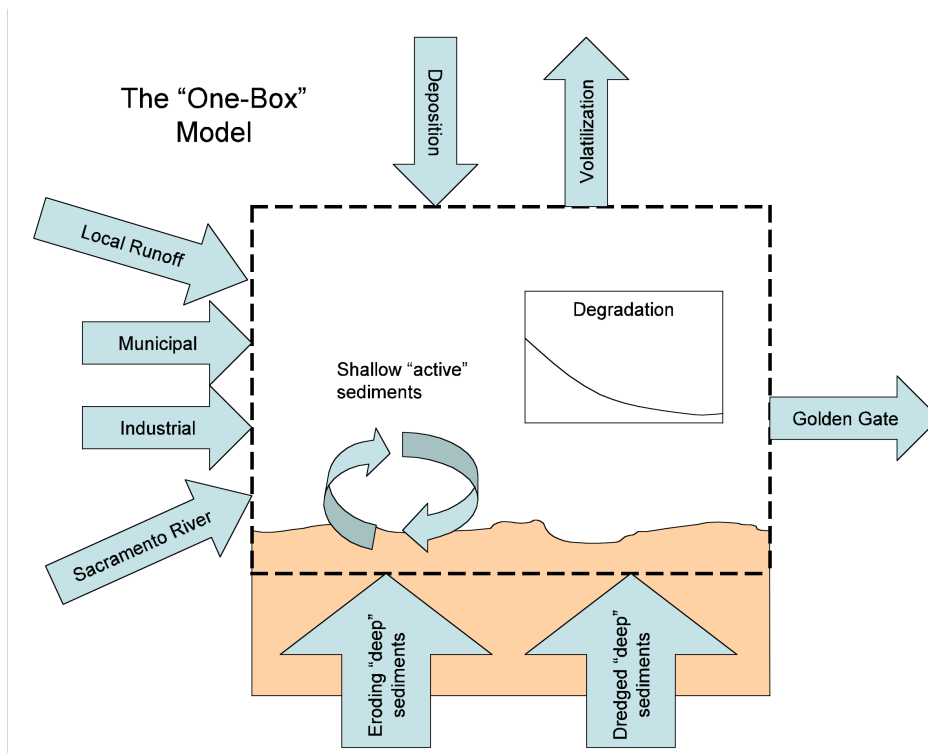 The “One-Box”
Model
Deposition
Volatilization
Local Runoff
Municipal
Industrial
Sacramento River
Shallow “active”
sediments
Degradation
Golden Gate
Eroding “deep”
sediments
Dredged “deep”
sediments